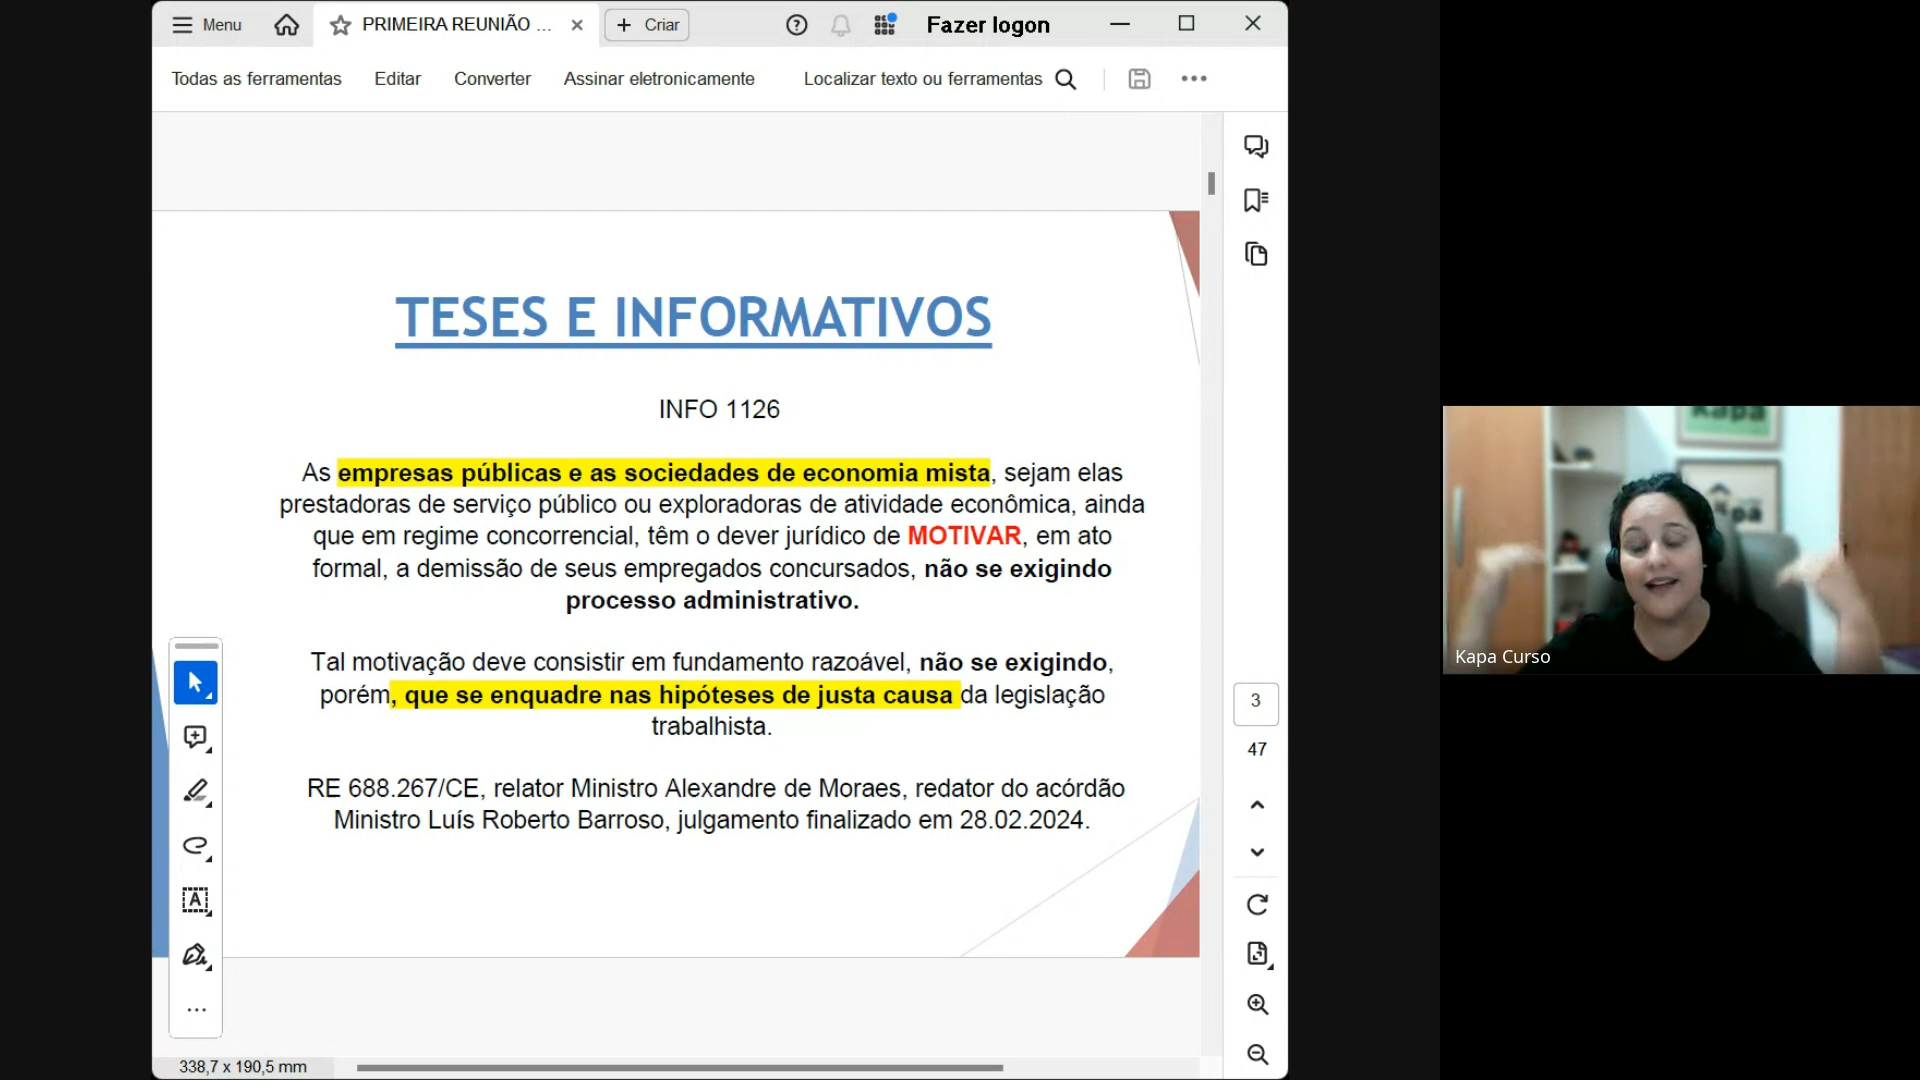 Menu
PRIMEIRA REUNIÃO ...
Criar
Fazer logon
Todas as ferramentas
Editar
Converter
Assinar eletronicamente
Localizar texto ou ferramentas
TESES E INFORMATIVOS
INFO 1126
As empresas públicas e as sociedades de economia mista, sejam elas
prestadoras de serviço público ou exploradoras de atividade econômica, ainda
que em regime concorrencial, têm o dever jurídico de MOTIVAR, em ato
formal, a demissão de seus empregados concursados, não se exigindo
processo administrativo.
Tal motivação deve consistir em fundamento razoável, não se exigindo,
porém, que se enquadre nas hipóteses de justa causa da legislação
trabalhista.
RE 688.267/CE, relator Ministro Alexandre de Moraes, redator do acórdão
Ministro Luís Roberto Barroso, julgamento finalizado em 28.02.2024.
3
47
338,7 x 190,5 mm
Kapa
Kapa Curso